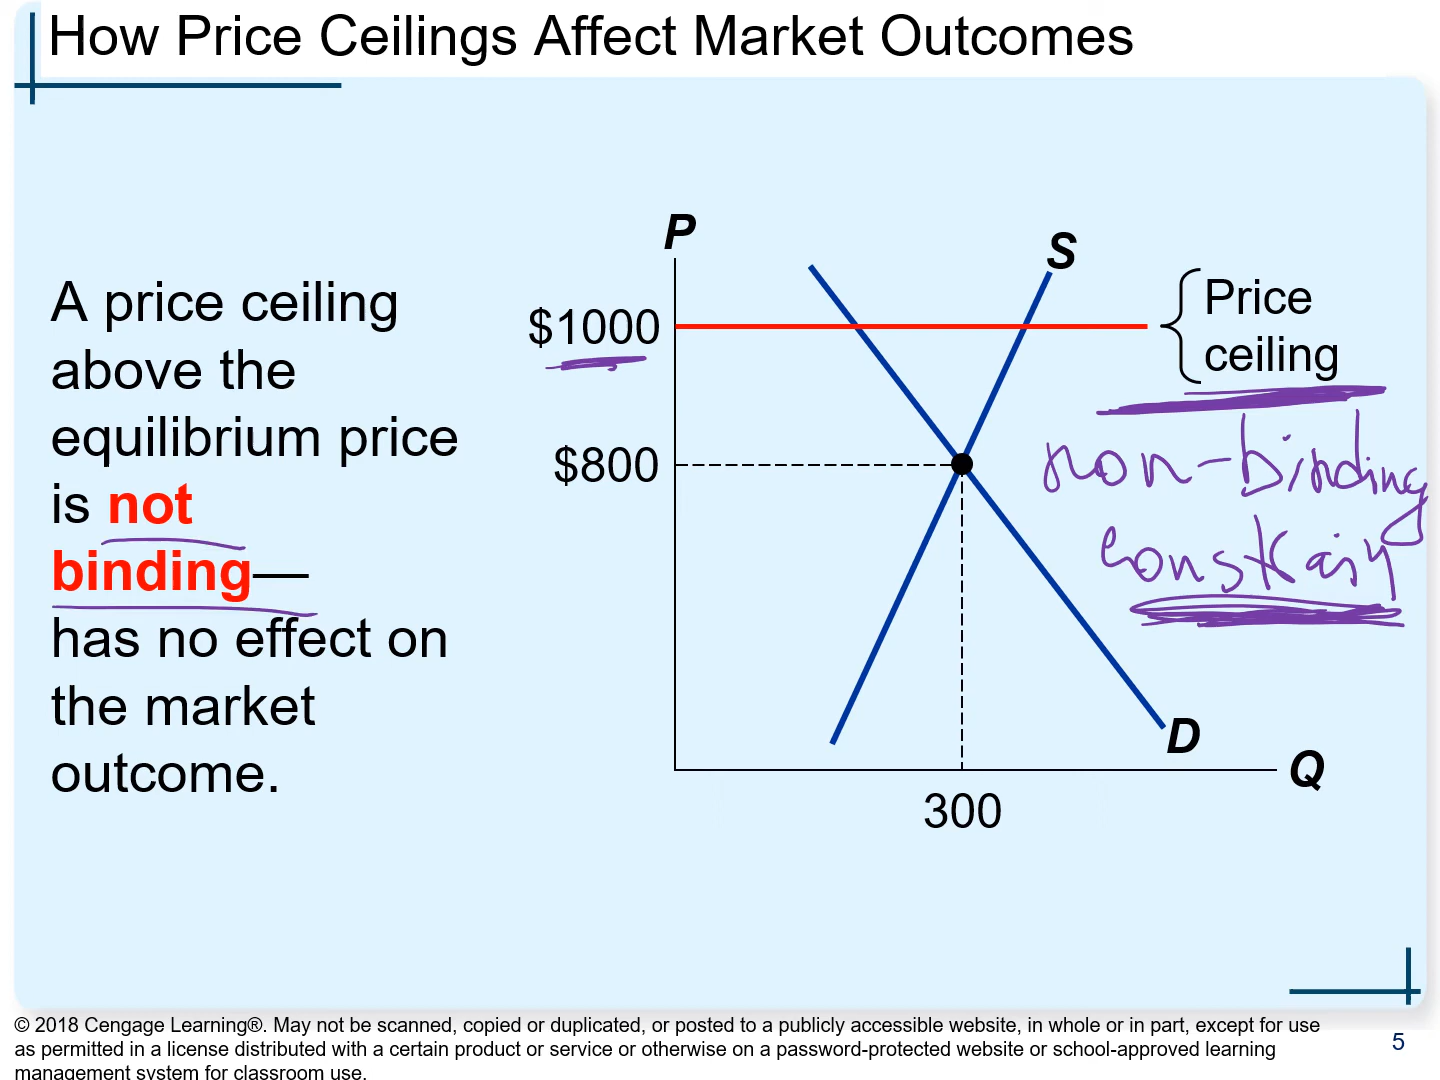 How Price Ceilings Affect Market Outcomes
A price ceiling
above the
equilibrium price
is not
binding—
has no effect on
the market
outcome.
P
S
$1000
Price
ceiling
$800
non-binding
D
Q
300
© 2018 Cengage Learning®. May not be scanned, copied or duplicated, or posted to a publicly accessible website, in whole or in part, except for use
as permitted in a license distributed with a certain product or service or otherwise on a password-protected website or school-approved learning
management system for classroom use.
5